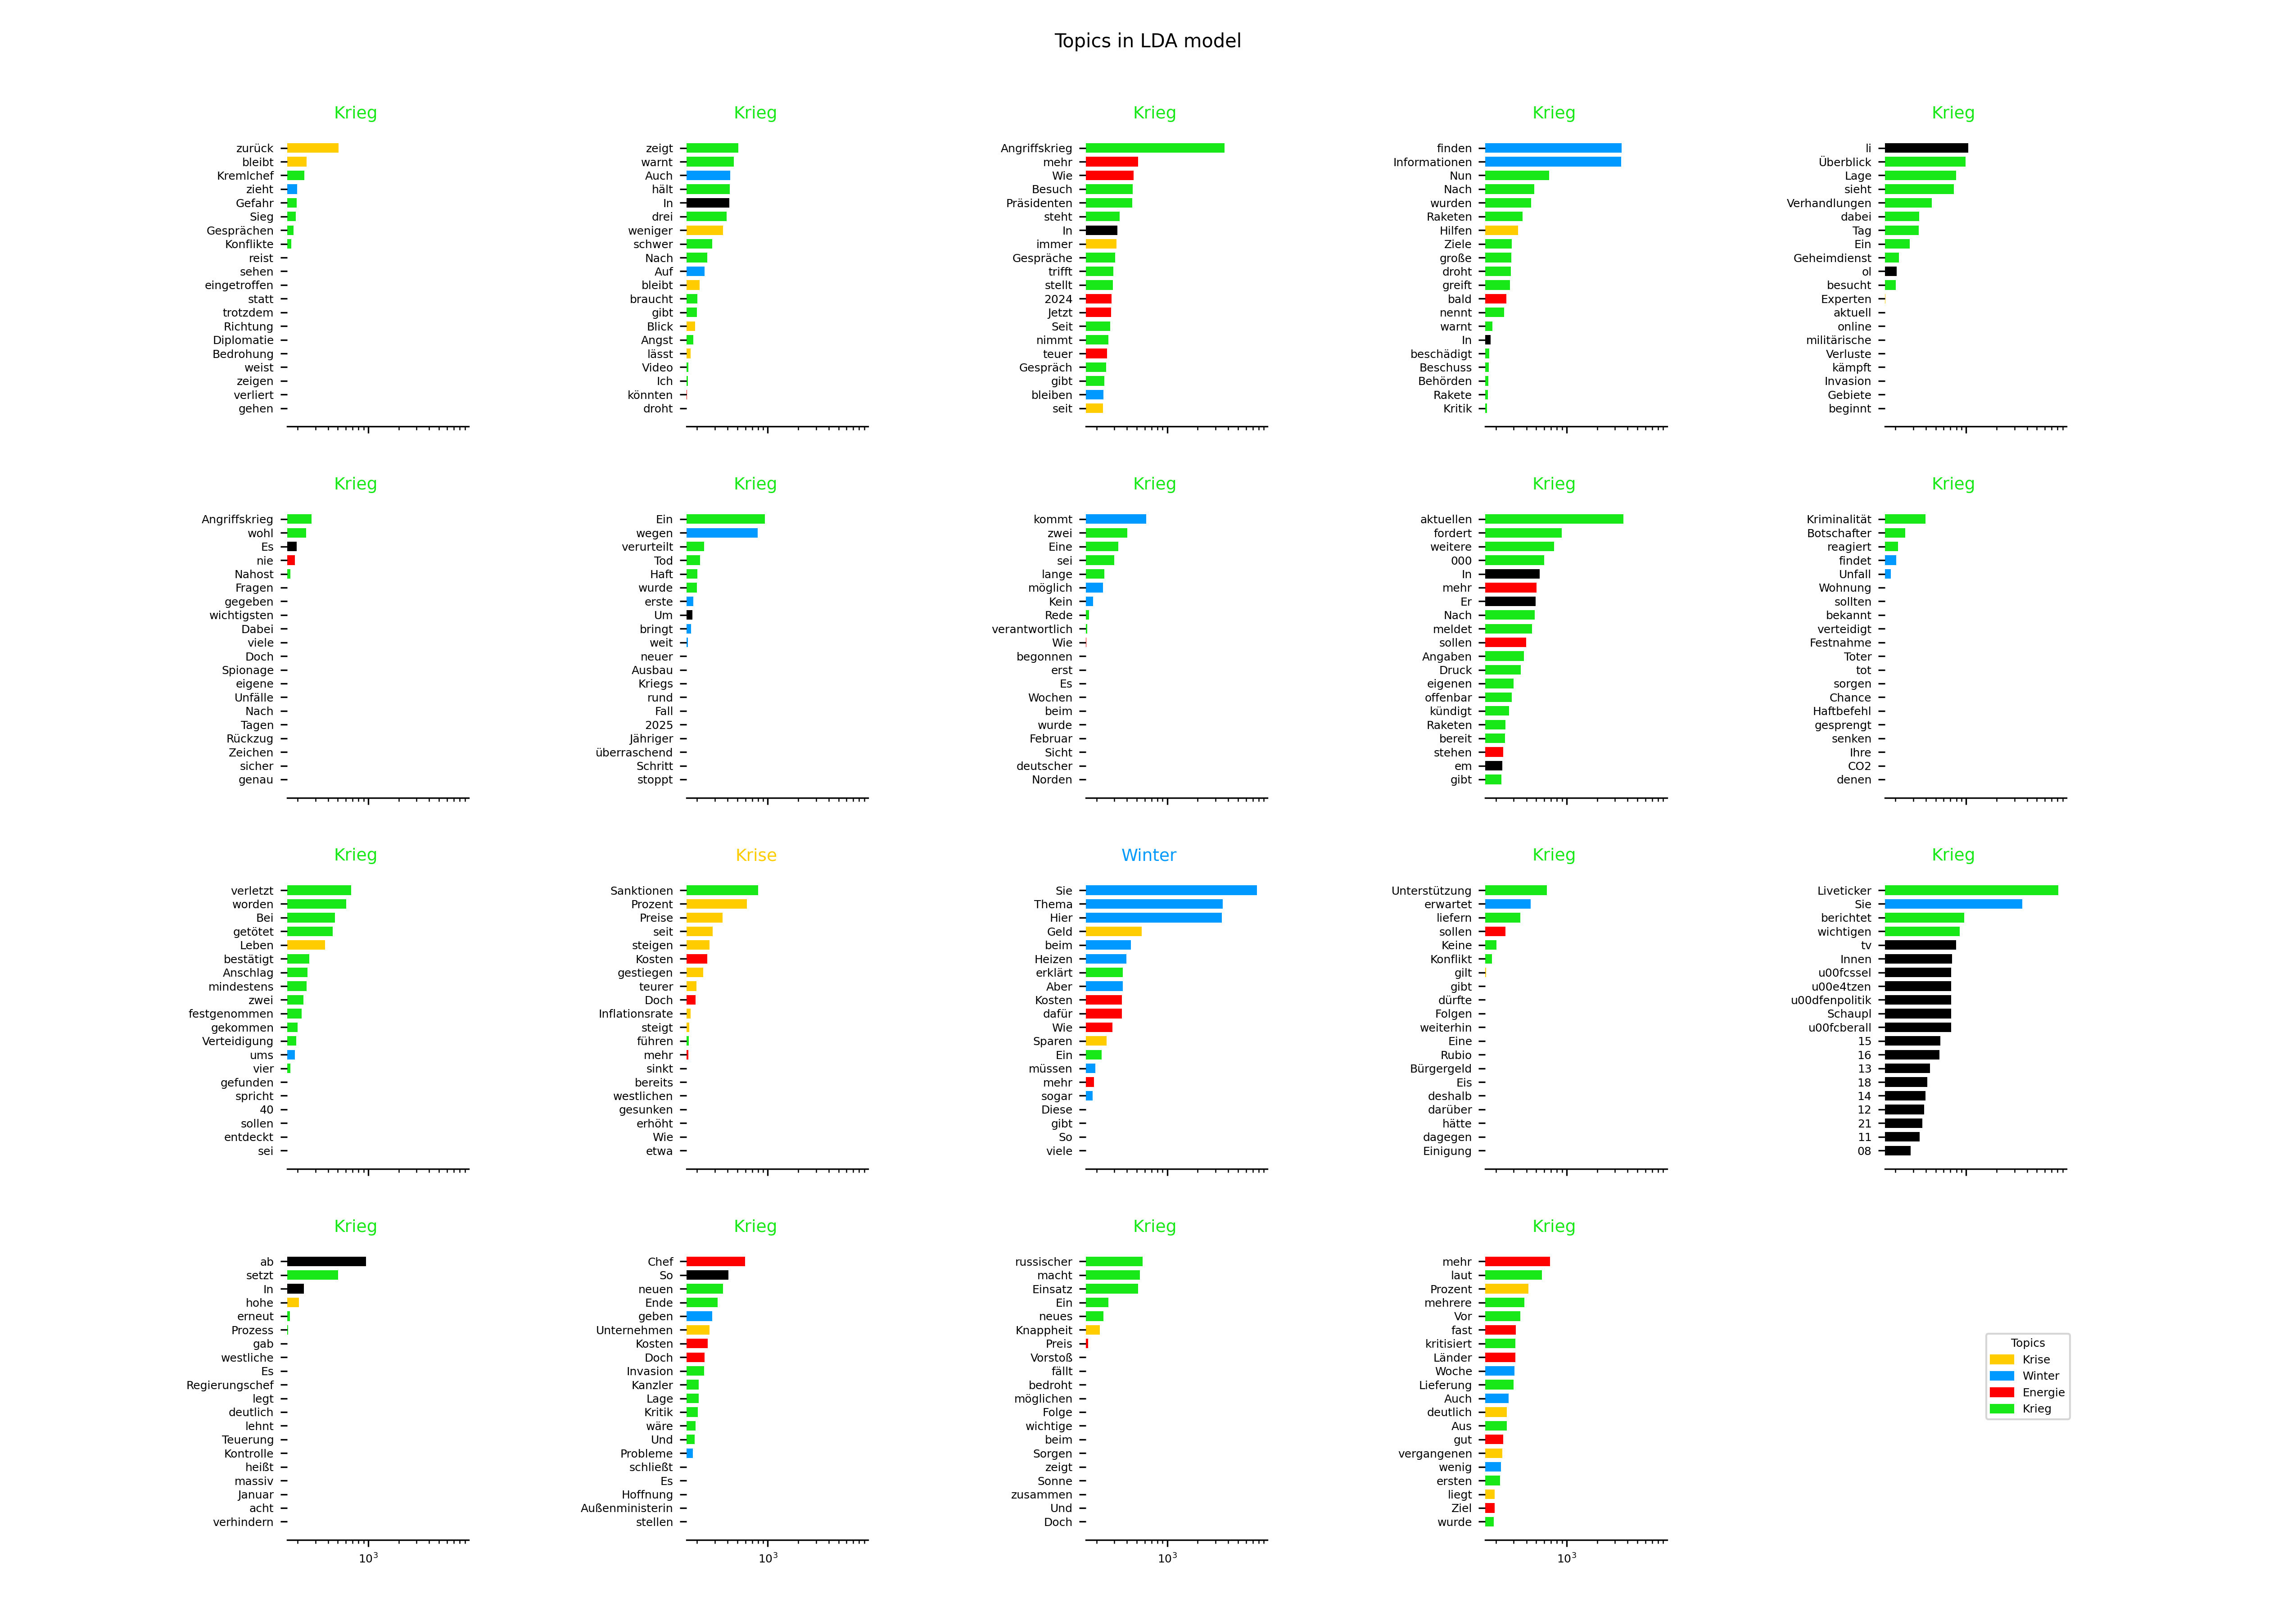 Topics in LDA model
Krieg
zurück
bleibt
Kremlchef
zieht
Gefahr
Sieg
Gesprächen
Konflikte
reist
sehen
eingetroffen
statt
trotzdem
Richtung
Diplomatie
Bedrohung
weist
zeigen
verliert
gehen
Krieg
zeigt
warnt
Auch
hält
In
drei
weniger
schwer
Nach
Auf
bleibt
braucht
gibt
Blick
Angst
lässt
Video
Ich
könnten
droht
Krieg
Angriffskrieg
mehr
Wie
Besuch
Präsidenten
steht
In
immer
Gespräche
trifft
stellt
2024
Jetzt
Seit
nimmt
teuer
Gespräch
gibt
bleiben
seit
Krieg
finden
Informationen
Nun
Nach
wurden
Raketen
Hilfen
Ziele
große
droht
greift
bald
nennt
warnt
In
beschädigt
Beschuss
Behörden
Rakete
Kritik
Krieg
li
Überblick
Lage
sieht
Verhandlungen
dabei
Tag
Ein
Geheimdienst
ol
besucht
Experten
aktuell
online
militärische
Verluste
kämpft
Invasion
Gebiete
beginnt
Krieg
Angriffskrieg
wohl
Es
nie
Nahost
Fragen
gegeben
wichtigsten
Dabei
viele
Doch
Spionage
eigene
Unfälle
Nach
Tagen
Rückzug
Zeichen
sicher
genau
Krieg
Ein
wegen
verurteilt
Tod
Haft
wurde
erste
Um
bringt
weit
neuer
Ausbau
Kriegs
rund
Fall
2025
Jähriger
überraschend
Schritt
stoppt
Krieg
kommt
zwei
Eine
sei
lange
möglich
Kein
Rede
verantwortlich
Wie
begonnen
erst
Es
Wochen
beim
wurde
Februar
Sicht
deutscher
Norden
Krieg
aktuellen
fordert
weitere
000
In
mehr
Er
Nach
meldet
sollen
Angaben
Druck
eigenen
offenbar
kündigt
Raketen
bereit
stehen
em
gibt
Krieg
Kriminalität
Botschafter
reagiert
findet
Unfall
Wohnung
sollten
bekannt
verteidigt
Festnahme
Toter
tot
sorgen
Chance
Haftbefehl
gesprengt
senken
Ihre
CO2
denen
Krieg
verletzt
worden
Bei
getötet
Leben
bestätigt
Anschlag
mindestens
zwei
festgenommen
gekommen
Verteidigung
ums
vier
gefunden
spricht
40
sollen
entdeckt
sei
Krise
Sanktionen
Prozent
Preise
seit
steigen
Kosten
gestiegen
teurer
Doch
Inflationsrate
steigt
führen
mehr
sinkt
bereits
westlichen
gesunken
erhöht
Wie
etwa
Winter
Sie
Thema
Hier
Geld
beim
Heizen
erklärt
Aber
Kosten
dafür
Wie
Sparen
Ein
müssen
mehr
sogar
Diese
gibt
So
viele
Krieg
Unterstützung
erwartet
liefern
sollen
Keine
Konflikt
gilt
gibt
dürfte
Folgen
weiterhin
Eine
Rubio
Bürgergeld
Eis
deshalb
darüber
hätte
dagegen
Einigung
Krieg
Liveticker
Sie
berichtet
wichtigen
tv
Innen
u00fcssel
u00e4tzen
u00dfenpolitik
Schaupl
u00fcberall
15
16
13
18
14
12
21
11
08
Krieg
ab
setzt
In
hohe
erneut
Prozess
gab
westliche
Es
Regierungschef
legt
deutlich
lehnt
Teuerung
Kontrolle
heißt
massiv
Januar
acht
verhindern
10³
Krieg
Chef
So
neuen
Ende
geben
Unternehmen
Kosten
Doch
Invasion
Kanzler
Lage
Kritik
wäre
Und
Probleme
schließt
Es
Hoffnung
Außenministerin
stellen
10³
Krieg
russischer
macht
Einsatz
Ein
neues
Knappheit
Preis
Vorstoß
fällt
bedroht
möglichen
Folge
wichtige
beim
Sorgen
zeigt
Sonne
zusammen
Und
Doch
10³
Krieg
mehr
laut
Prozent
mehrere
Vor
fast
kritisiert
Länder
Woche
Lieferung
Auch
deutlich
Aus
gut
vergangenen
wenig
ersten
liegt
Ziel
wurde
10³
Topics
Krise
Winter
Energie
Krieg